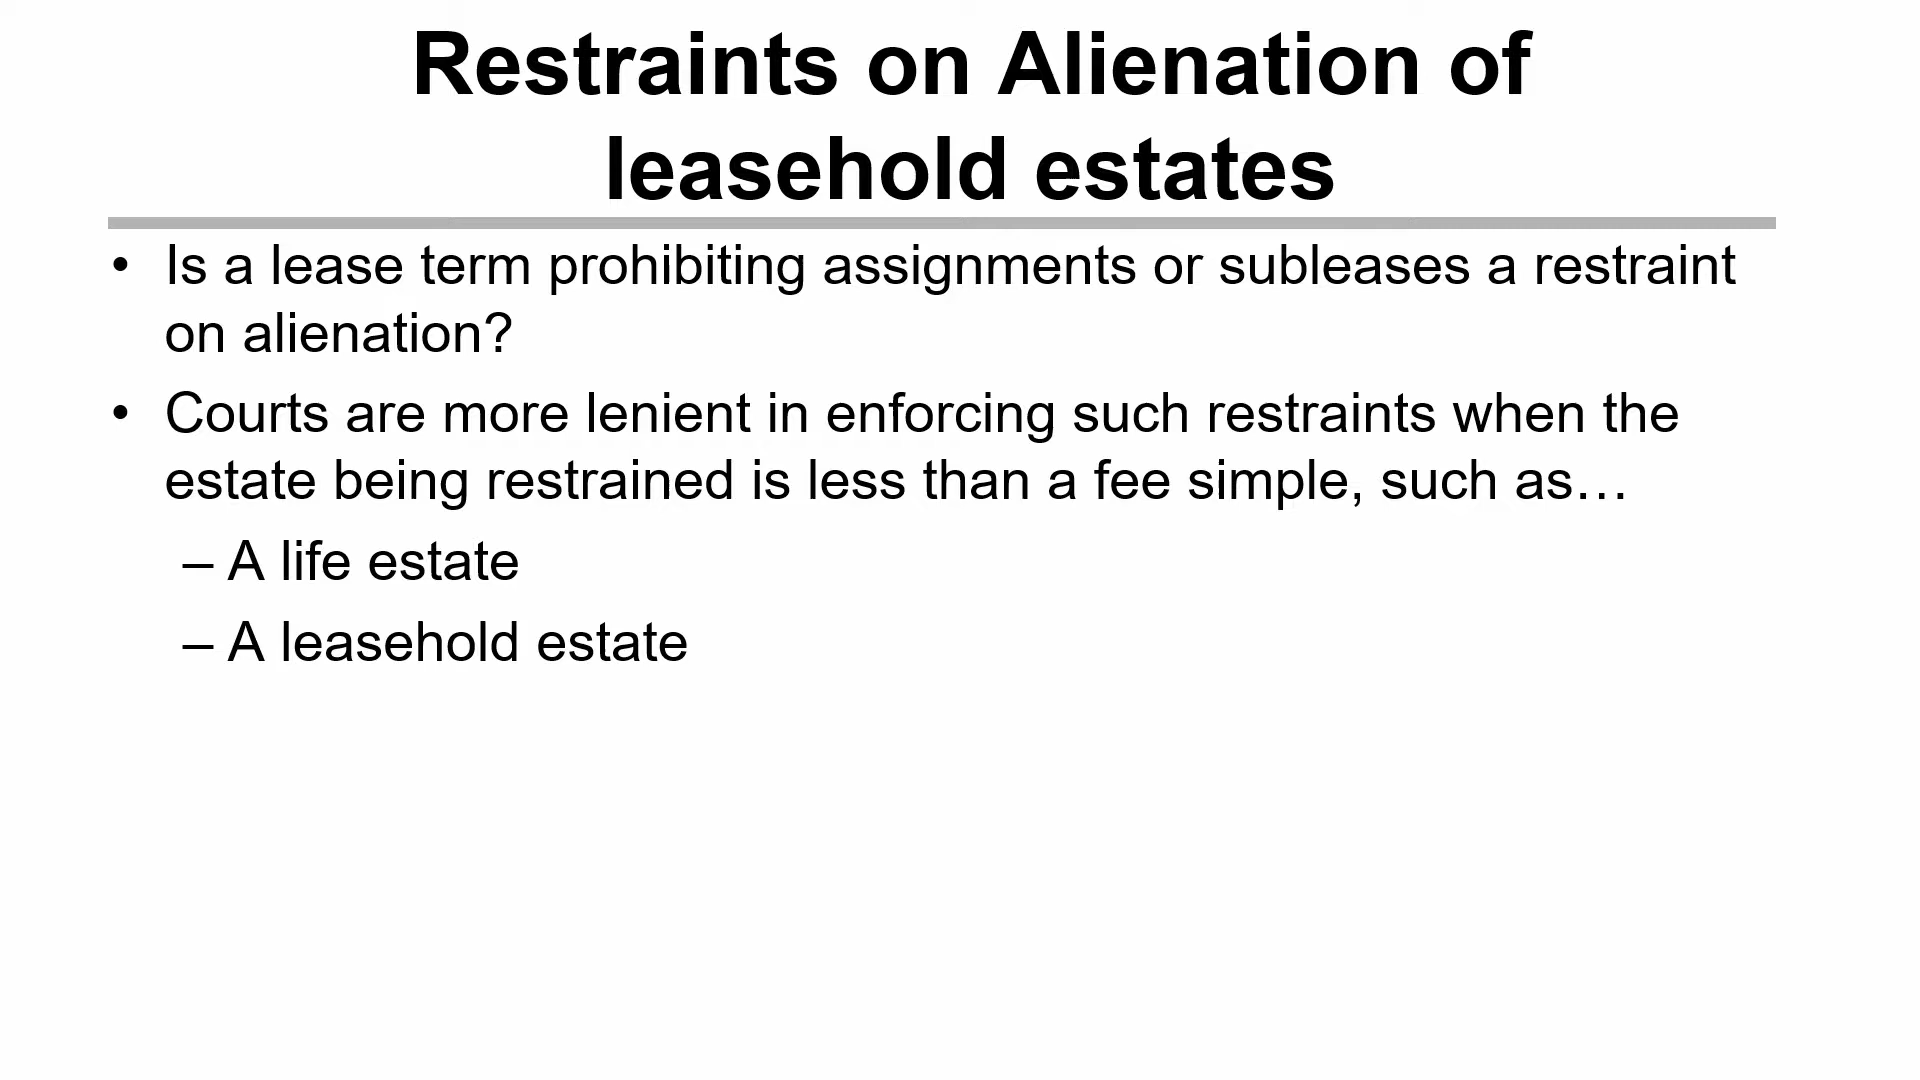 Restraints on Alienation of
leasehold estates
• Is a lease term prohibiting assignments or subleases a restraint
on alienation?
• Courts are more lenient in enforcing such restraints when the
estate being restrained is less than a fee simple, such as…
– A life estate
– A leasehold estate